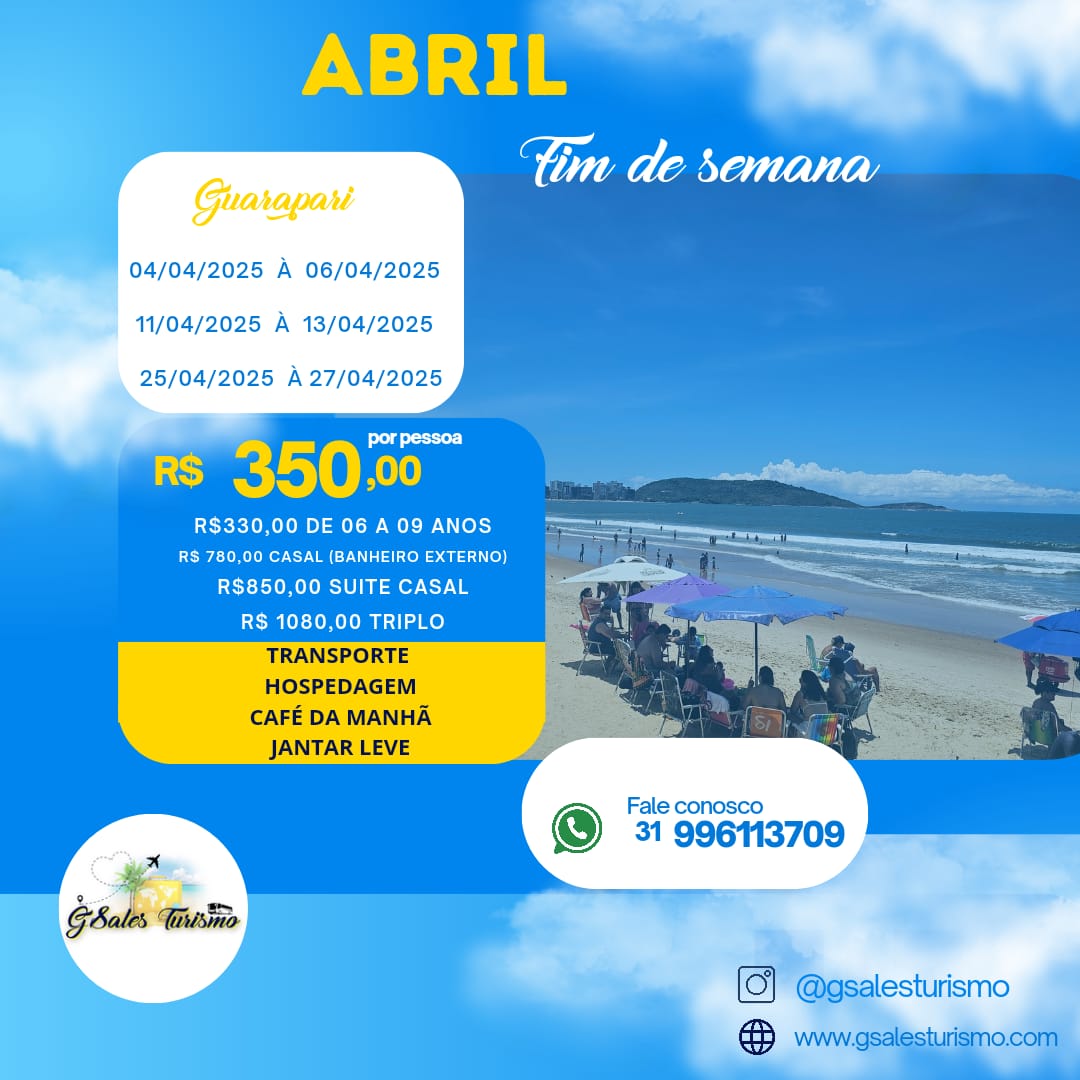 ABRIL
Fim de semana
Guarapari
04/04/2025 À 06/04/2025
11/04/2025 À 13/04/2025
25/04/2025 À 27/04/2025
por pessoa
R$ 350,00
R$330,00 DE 06 A 09 ANOS
R$ 780,00 CASAL (BANHEIRO EXTERNO)
R$850,00 SUITE CASAL
R$ 1080,00 TRIPLO
TRANSPORTE
HOSPEDAGEM
CAFÉ DA MANHÃ
JANTAR LEVE
Fale conosco
31 996113709
GSales Turismo
@gsalesturismo
www.gsalesturismo.com